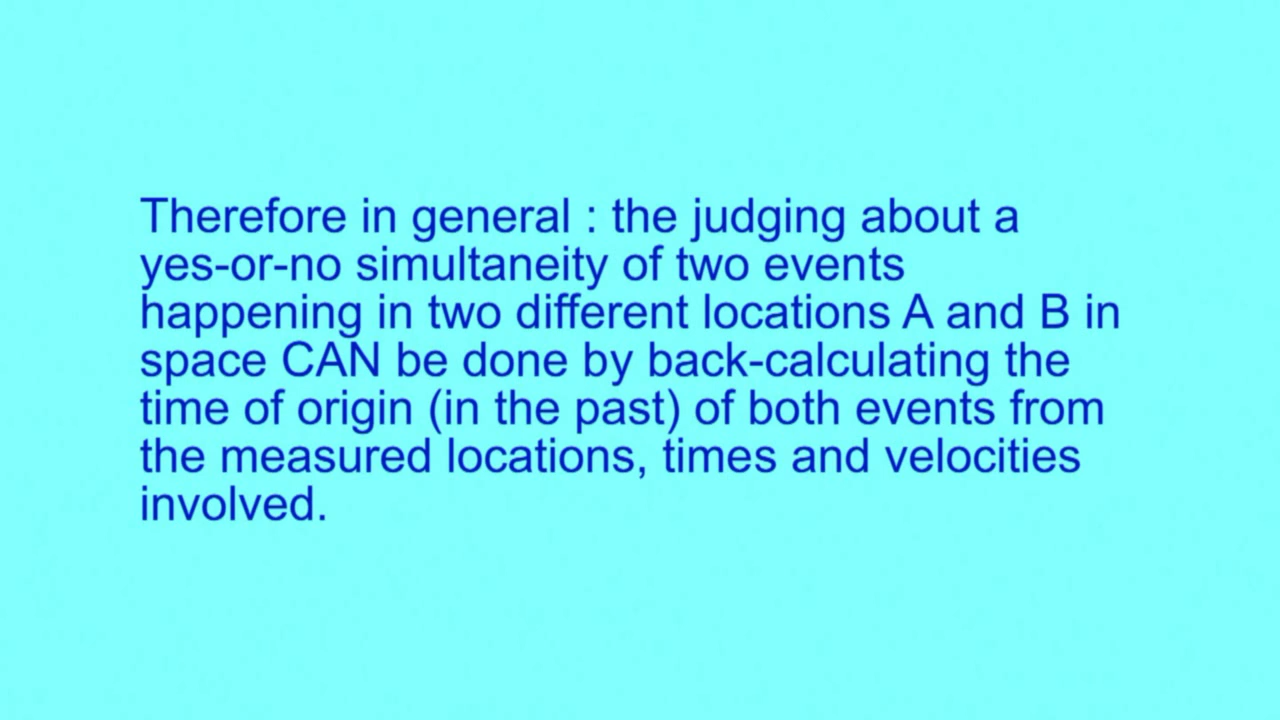 Therefore in general : the judging about a
yes-or-no simultaneity of two events
happening in two different locations A and B in
space CAN be done by back-calculating the
time of origin (in the past) of both events from
the measured locations, times and velocities
involved.